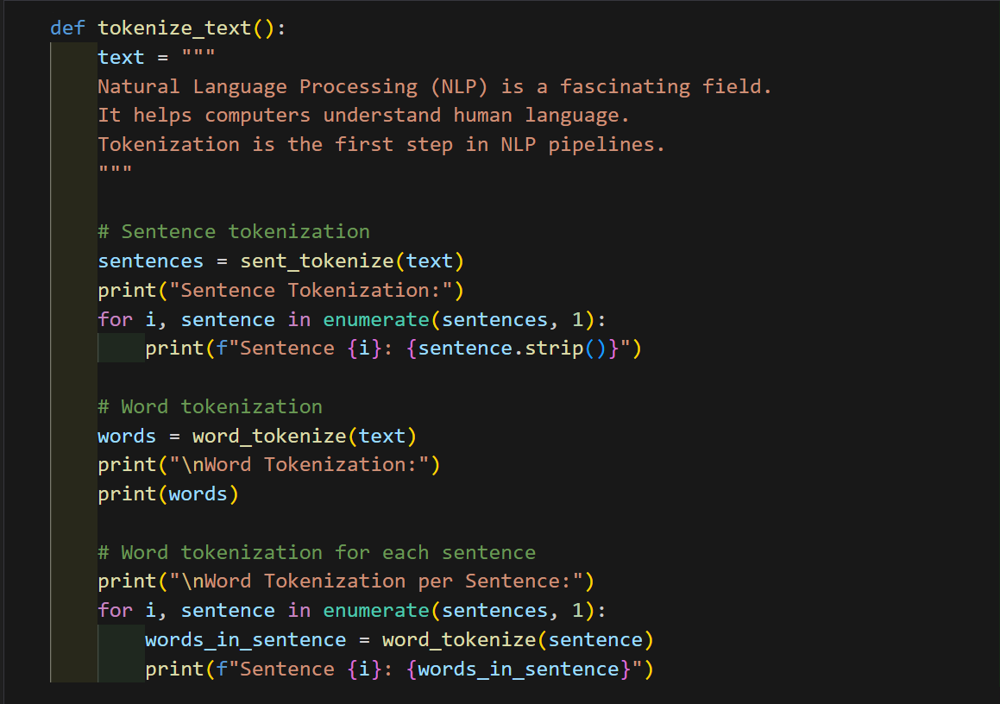 def tokenize_text():
    text = """
    Natural Language Processing (NLP) is a fascinating field.
    It helps computers understand human language.
    Tokenization is the first step in NLP pipelines.
    """

    # Sentence tokenization
    sentences = sent_tokenize(text)
    print("Sentence Tokenization:")
    for i, sentence in enumerate(sentences, 1):
        print(f"Sentence {i}: {sentence.strip()}")

    # Word tokenization
    words = word_tokenize(text)
    print("\nWord Tokenization:")
    print(words)

    # Word tokenization for each sentence
    print("\nWord Tokenization per Sentence:")
    for i, sentence in enumerate(sentences, 1):
        words_in_sentence = word_tokenize(sentence)
        print(f"Sentence {i}: {words_in_sentence}")